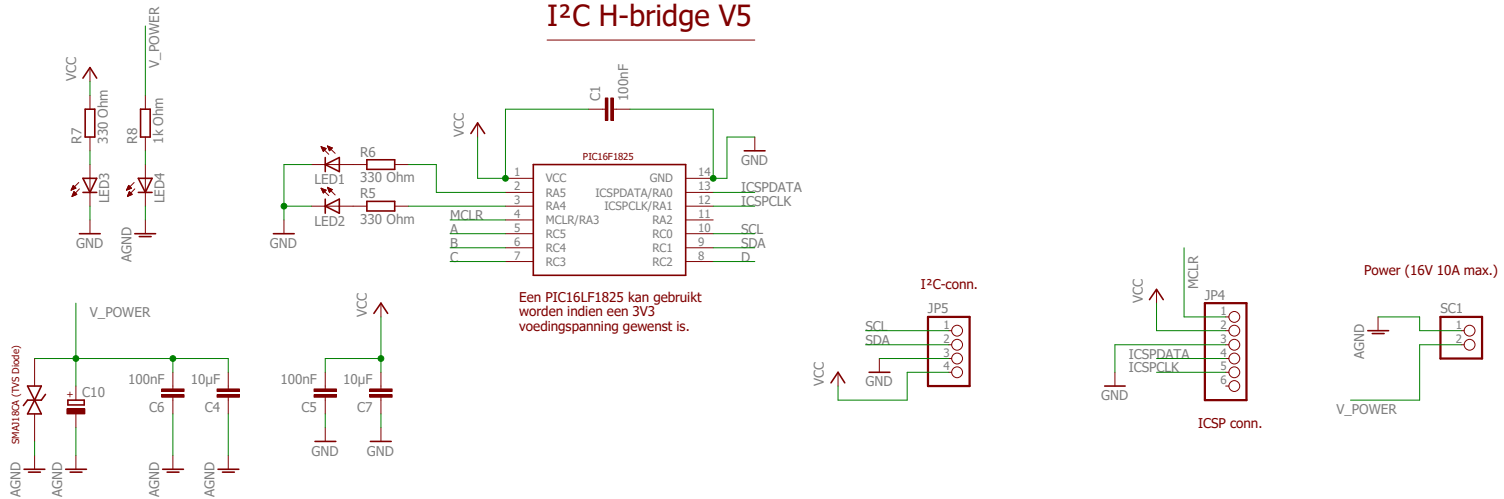 I²C H-bridge V5
VCC
R7
330 Ohm
LED3
GND
V_POWER
R8
1k Ohm
LED4
AGND
C1
100nF
VCC
GND
PIC16F1825
LED1
R6
330 Ohm
LED2
R5
330 Ohm
GND
MCLR
A
B
C
1 VCC GND 14
2 RA5 ICSPDATA/RA0 13 ICSPDATA
3 RA4 ICSPCLK/RA1 12 ICSPCLK
4 MCLR/RA3 RA2 11
5 RC5 RC0 10 SCL
6 RC4 RC1 9 SDA
7 RC3 RC2 8 D
Een PIC16LF1825 kan gebruikt
worden indien een 3V3
voedingspanning gewenst is.
V_POWER
SMAJ18CA (TVS Diode)
AGND
+
C10
AGND
100nF
C6
AGND
10µF
C4
AGND
VCC
100nF
C5
GND
10µF
C7
GND
I²C-conn.
JP5
SCL 1
SDA 2
3
4
GND
VCC
MCLR
JP4
VCC
1
2
3
ICSPDATA 4
ICSPCLK 5
6
GND
ICSP conn.
Power (16V 10A max.)
SC1
1
2
AGND
V_POWER